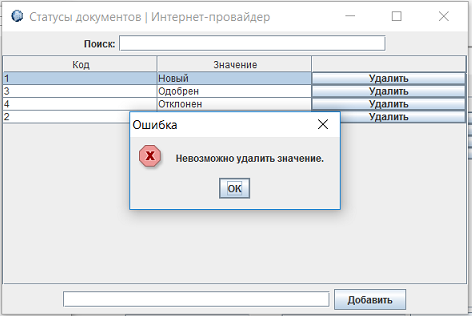 Статусы документов | Интернет-провайдер
Поиск:
Код Значение
1 Новый Удалить
3 Одобрен Удалить
4 Отклонен Удалить
2 Удалить
Ошибка
Невозможно удалить значение.
OK
Добавить